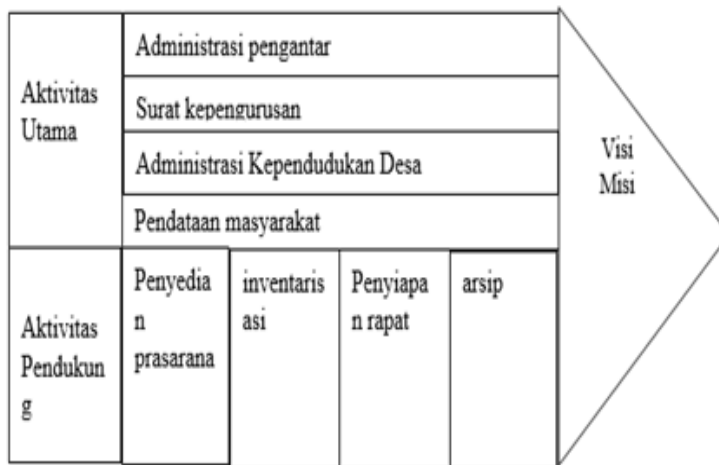 Aktivitas
Utama
Administrasi pengantar
Surat kepengurusan
Administrasi Kependudukan Desa
Pendataan masyarakat
Visi
Misi
Aktivitas
Pendukun
g
Penyedia
n
prasarana
inventaris
asi
Penyiapa
n rapat
arsip